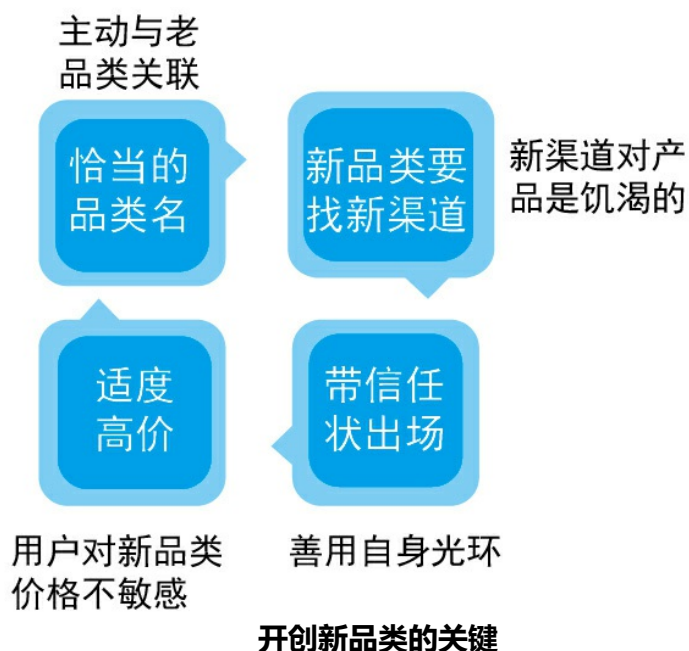 主动与老
品类关联
恰当的
品类名
新品类要
找新渠道
新渠道对产
品是饥渴的
适度
高价
带信任
状出场
用户对新品类
价格不敏感
善用自身光环
开创新品类的关键